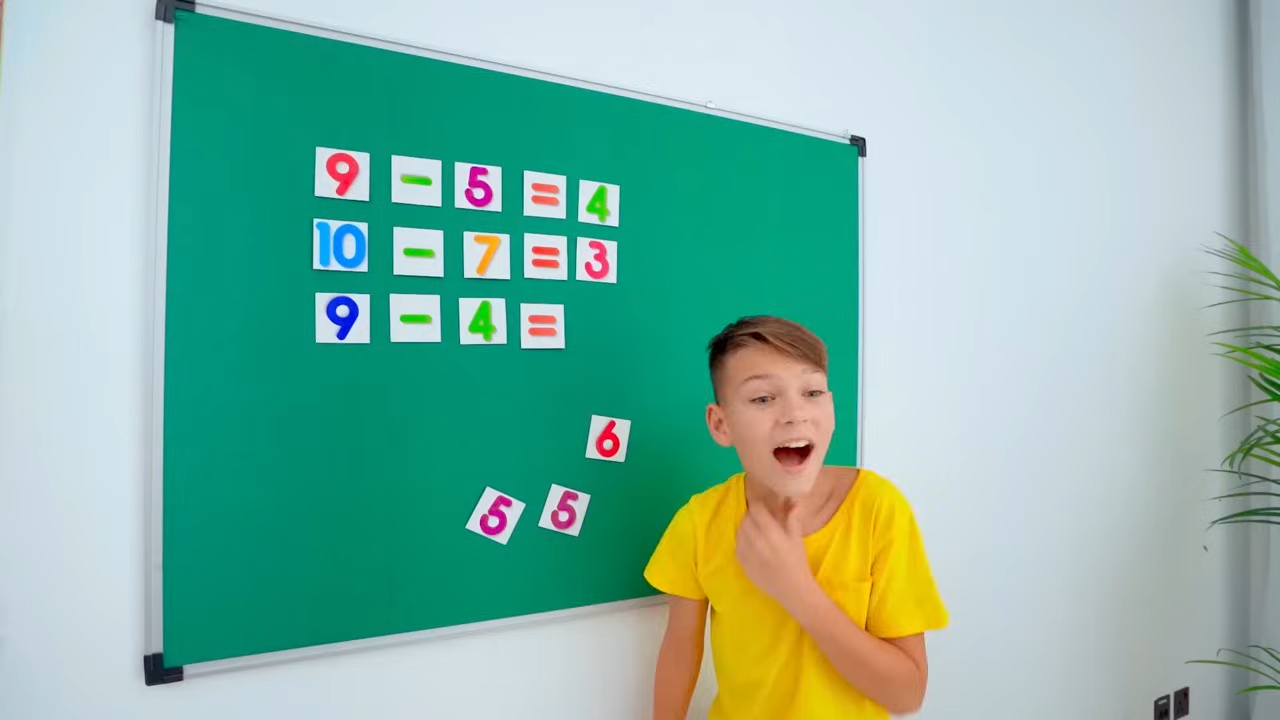 9 - 5 = 4
10 - 7 = 3
9 - 4 =
6
5 5